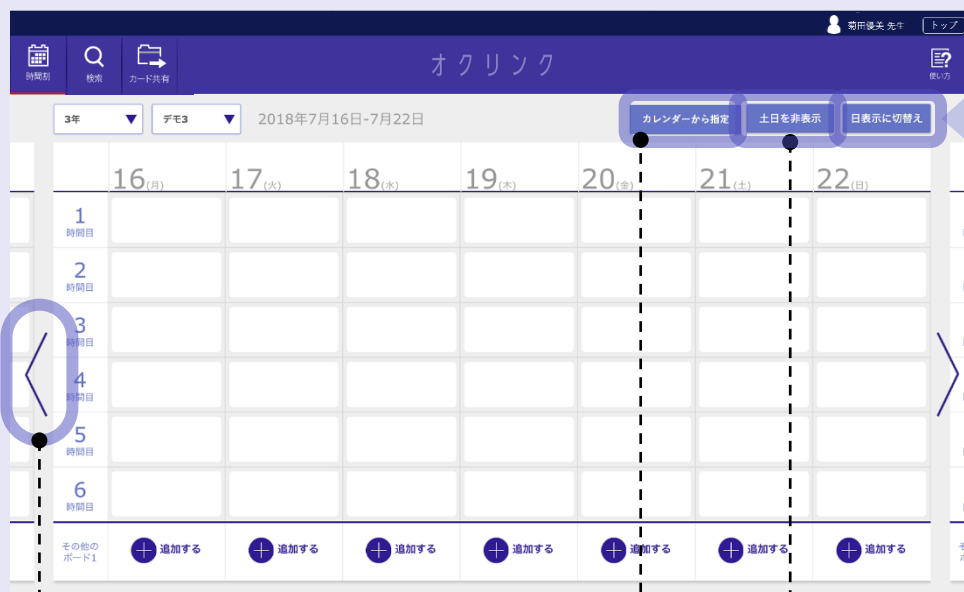 菊田優美 先生 トップ
時間割 検索 カード共有 オクリンク 使い方
3年 ▼ デモ3 ▼ 2018年7月16日-7月22日 カレンダーから指定 土日を非表示 日表示に切替え
16(月) 17(火) 18(水) 19(木) 20(金) 21(土) 22(日)
1
時間目
2
時間目
3
時間目
4
時間目
5
時間目
6
時間目
その他の
ボード1
追加する 追加する 追加する 追加する 追加する 追加する 追加する